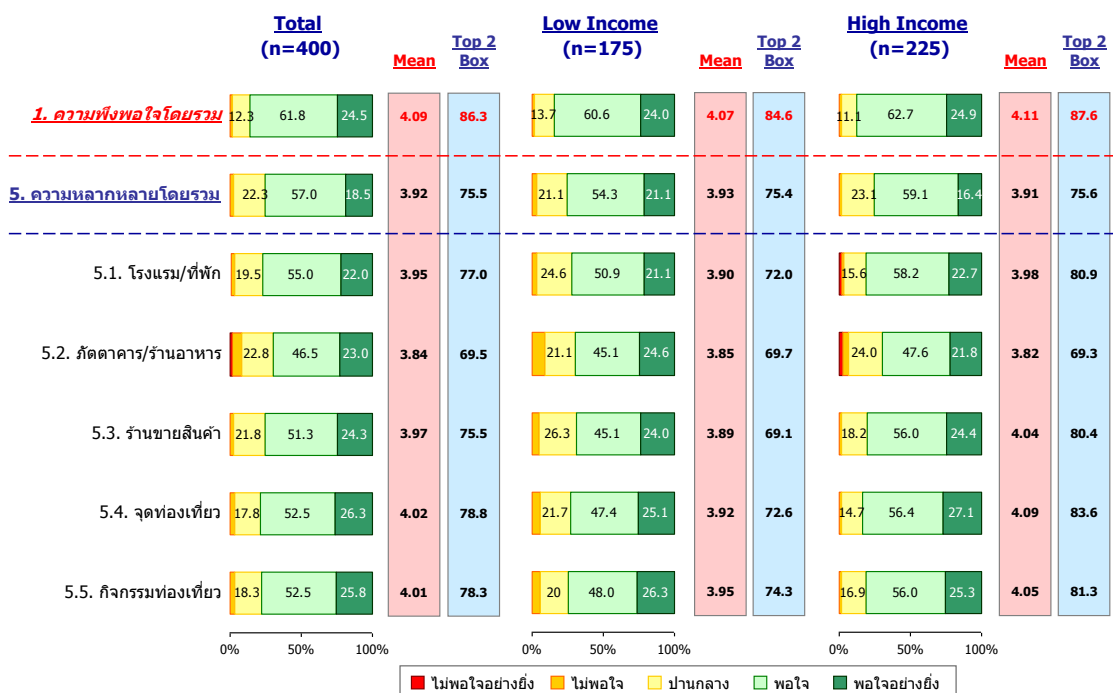 Total
(n=400)
Mean
Top 2
Box
Low Income
(n=175)
Mean
Top 2
Box
High Income
(n=225)
Mean
Top 2
Box
1. ความพึงพอใจโดยรวม 12.3 61.8 24.5 4.09 86.3 13.7 60.6 24.0 4.07 84.6 11.1 62.7 24.9 4.11 87.6
5. ความหลากหลายโดยรวม 22.3 57.0 18.5 3.92 75.5 21.1 54.3 21.1 3.93 75.4 23.1 59.1 16.4 3.91 75.6
5.1. โรงแรม/ที่พัก 19.5 55.0 22.0 3.95 77.0 24.6 50.9 21.1 3.90 72.0 15.6 58.2 22.7 3.98 80.9
5.2. ภัตตาคาร/ร้านอาหาร 22.8 46.5 23.0 3.84 69.5 21.1 45.1 24.6 3.85 69.7 24.0 47.6 21.8 3.82 69.3
5.3. ร้านขายสินค้า 21.8 51.3 24.3 3.97 75.5 26.3 45.1 24.0 3.89 69.1 18.2 56.0 24.4 4.04 80.4
5.4. จุดท่องเที่ยว 17.8 52.5 26.3 4.02 78.8 21.7 47.4 25.1 3.92 72.6 14.7 56.4 27.1 4.09 83.6
5.5. กิจกรรมท่องเที่ยว 18.3 52.5 25.8 4.01 78.3 20 48.0 26.3 3.95 74.3 16.9 56.0 25.3 4.05 81.3
0% 50% 100% 0% 50% 100% 0% 50% 100%
ไม่พอใจอย่างยิ่ง ไม่พอใจ ปานกลาง พอใจ พอใจอย่างยิ่ง